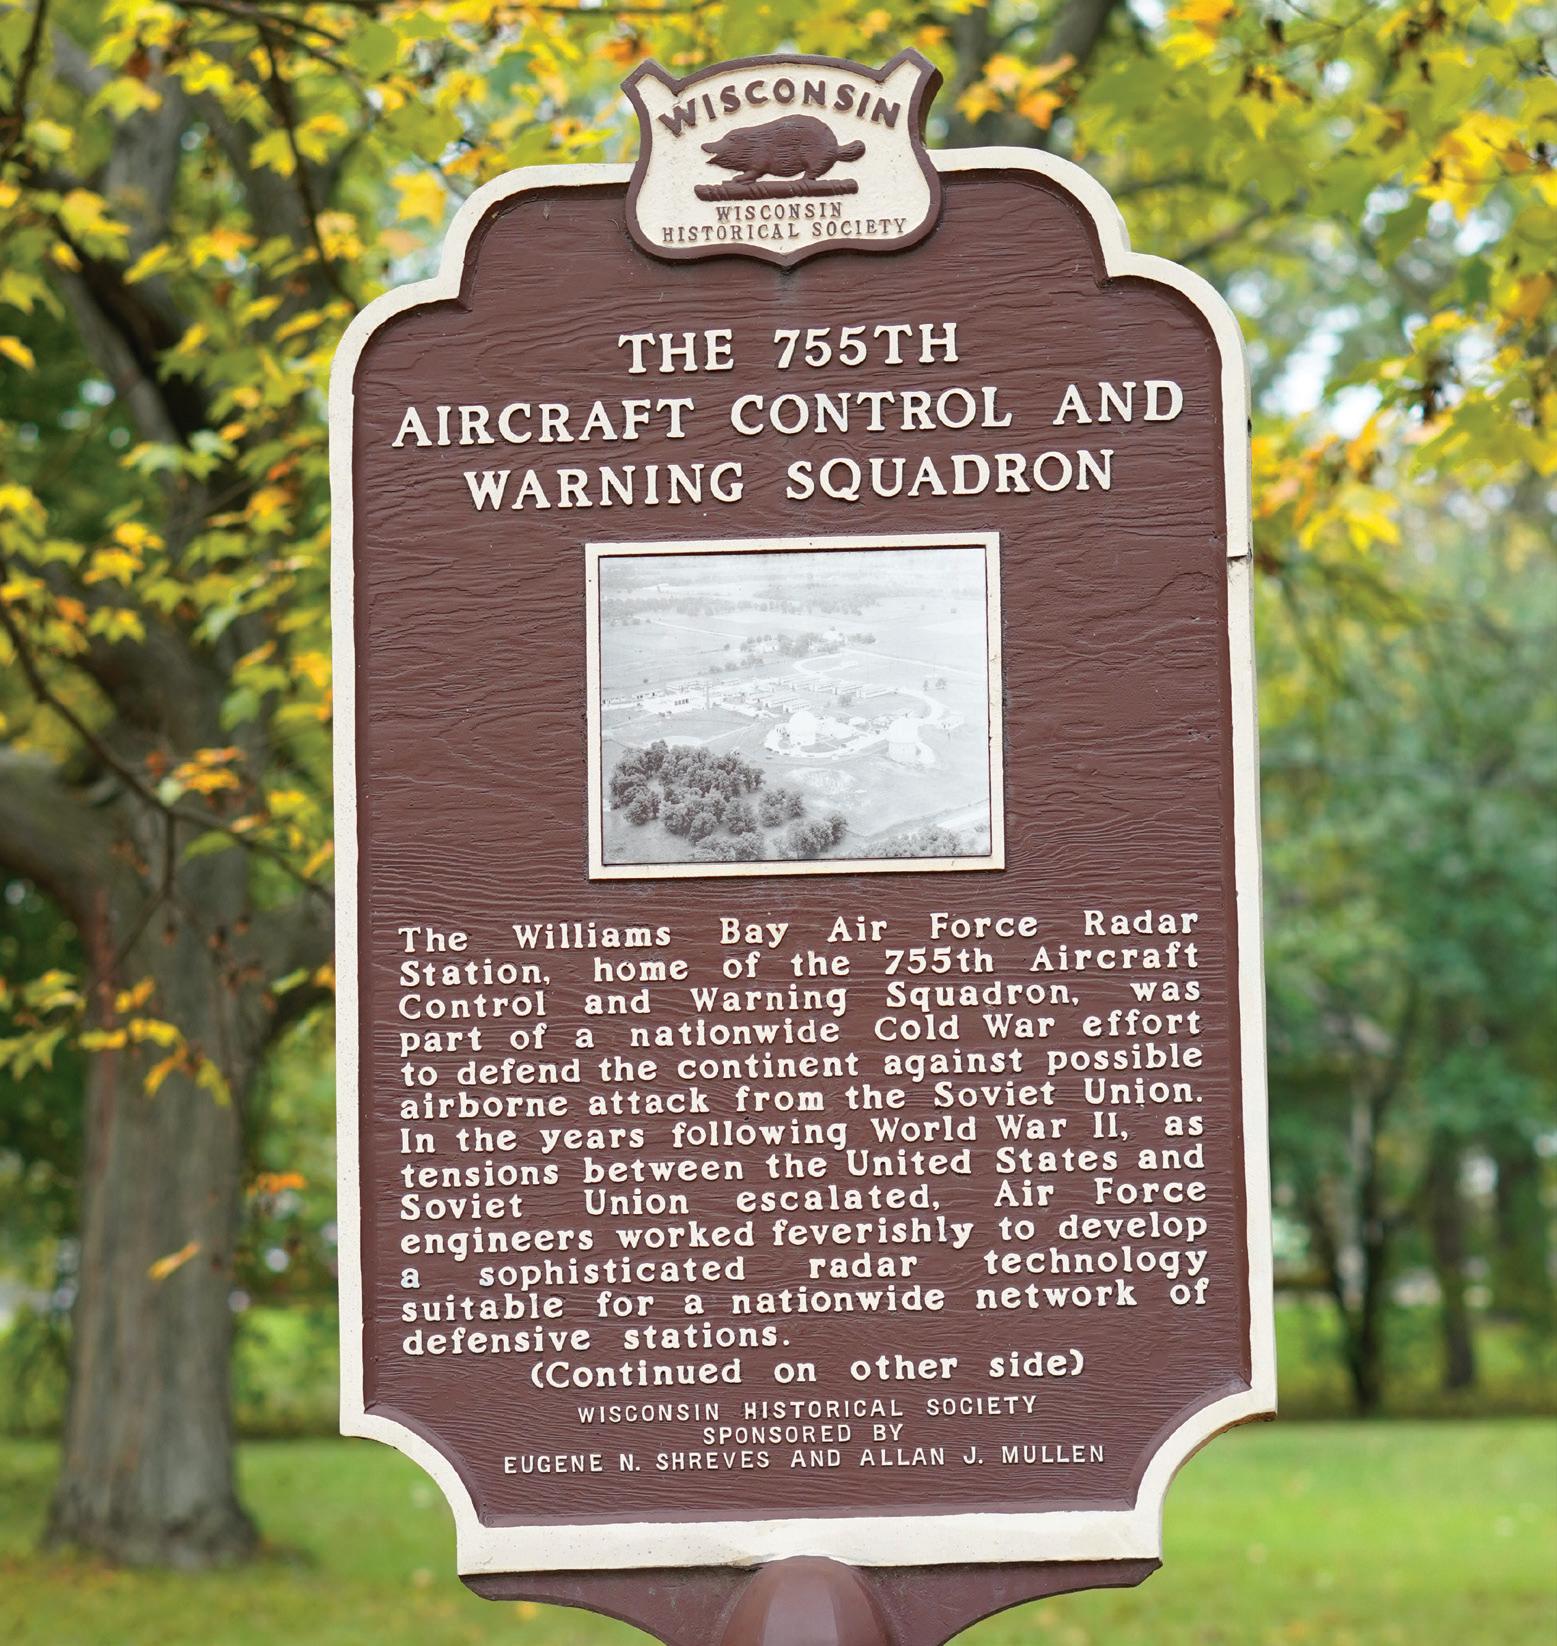 WISCONSIN
WISCONSIN
HISTORICAL SOCIETY
THE 755TH
AIRCRAFT CONTROL AND
WARNING SQUADRON
The Williams Bay Air Force Radar
Station, home of the 755th Aircraft
Control and Warning Squadron, was
part of a nationwide Cold War effort
to defend the continent against possible
airborne attack from the Soviet Union.
In the years following World War II, as
tensions between the United States and
Soviet Union escalated, Air Force
engineers worked feverishly to develop
a sophisticated radar technology
suitable for a nationwide network of
defensive stations.
(Continued on other side)
WISCONSIN HISTORICAL SOCIETY
SPONSORED BY
EUGENE N. SHREVES AND ALLAN J. MULLEN